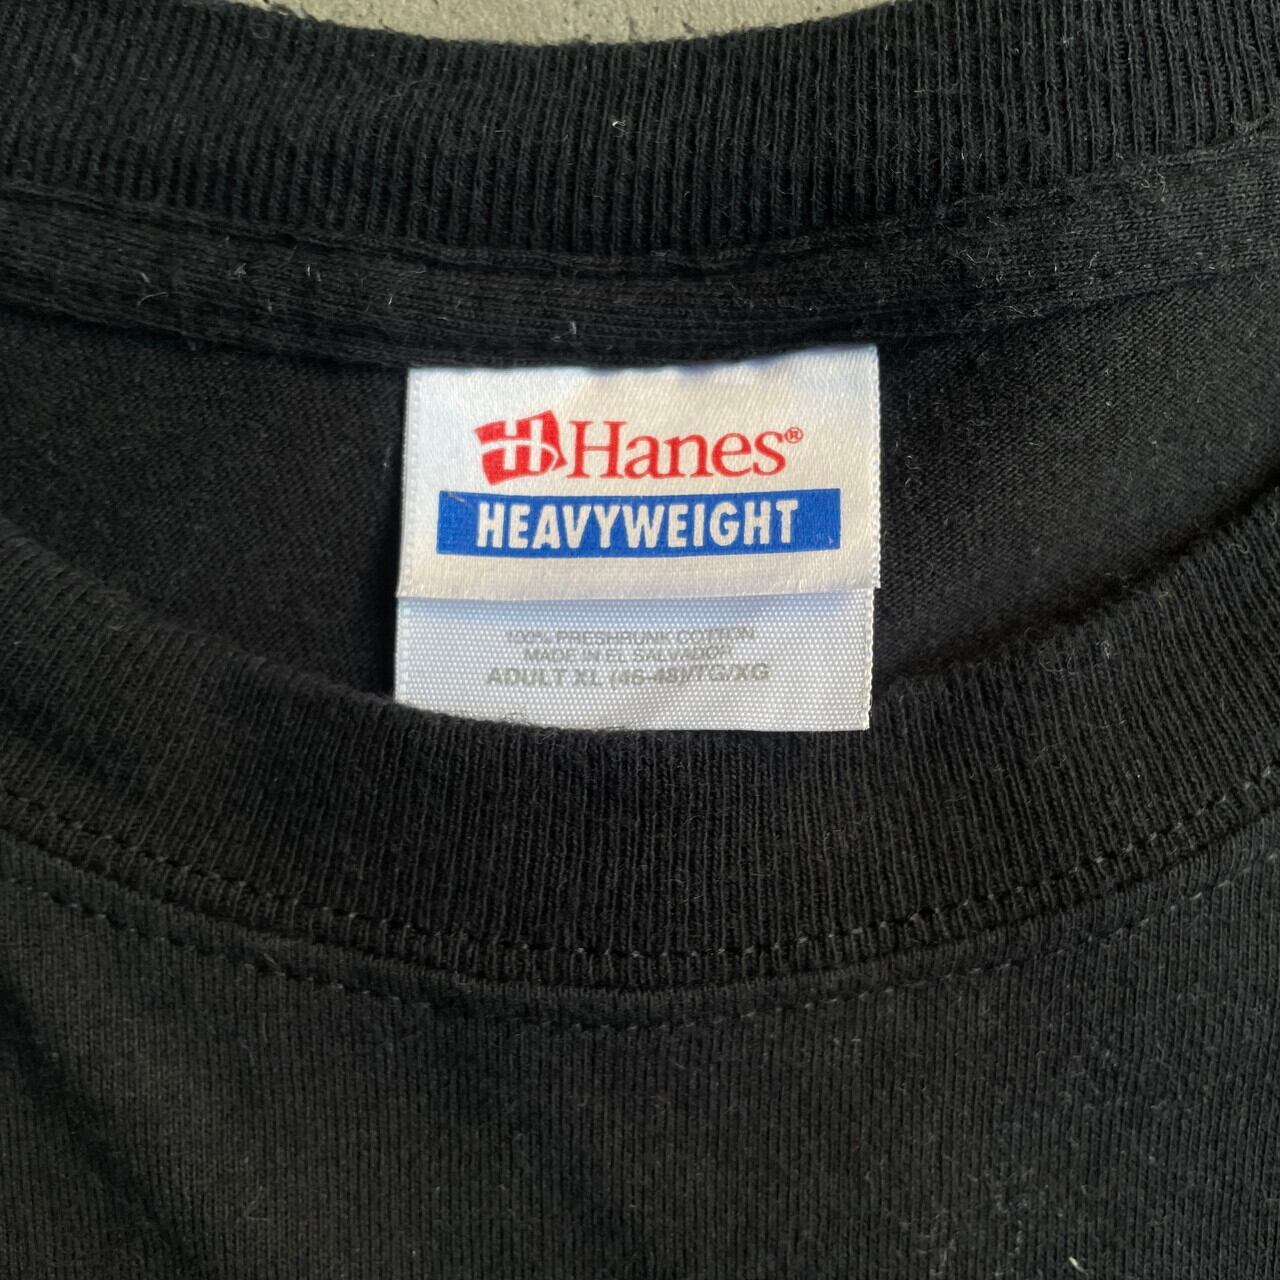 H Hanes®
HEAVYWEIGHT
100% PRESHRUNK COTTON
MADE IN EL SALVADOR
ADULT XL (46-48)/TG/XG